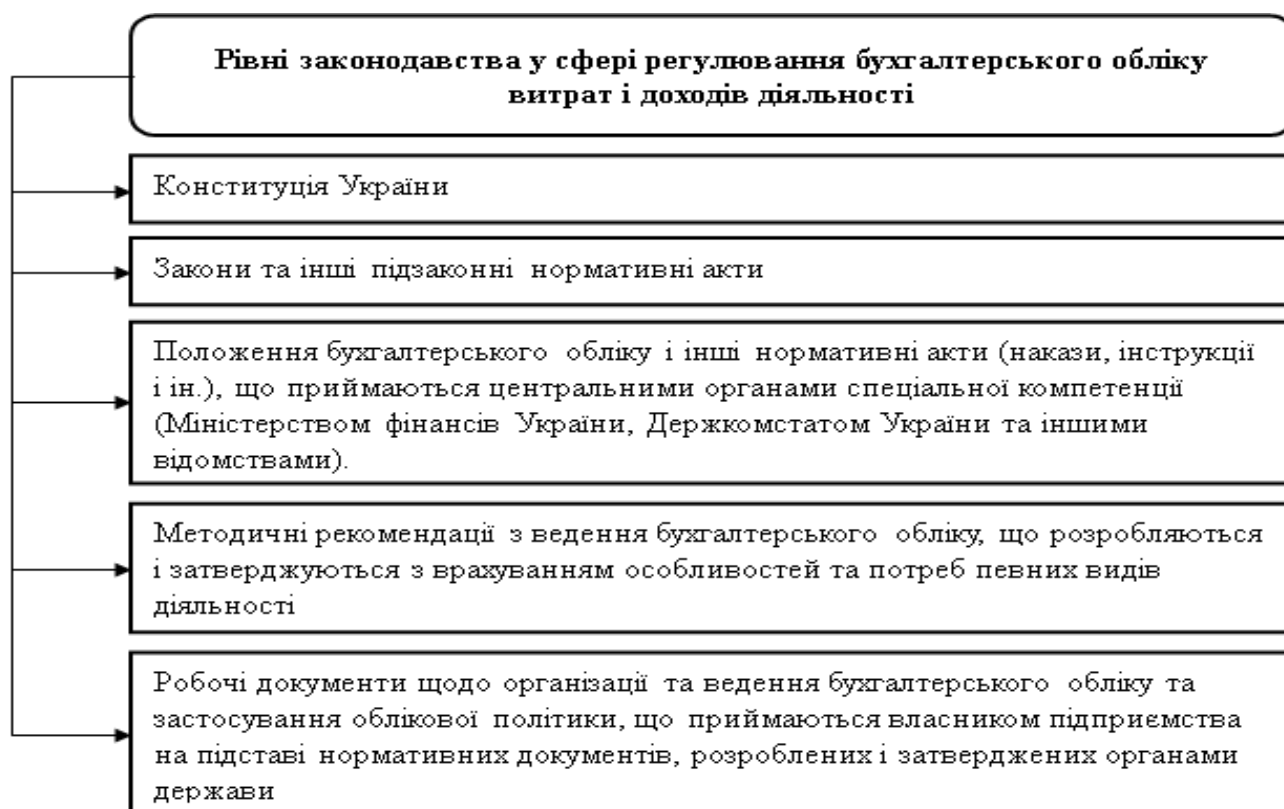 Рівні законодавства у сфері регулювання бухгалтерського обліку
витрат і доходів діяльності
Конституція України
Закони та інші підзаконні нормативні акти
Положення бухгалтерського обліку і інші нормативні акти (накази, інструкції
і ін.), що приймаються центральними органами спеціальної компетенції
(Міністерством фінансів України, Держкомстатом України та іншими
відомствами).
Методичні рекомендації з ведення бухгалтерського обліку, що розробляються
і затверджуються з врахуванням особливостей та потреб певних видів
діяльності
Робочі документи щодо організації та ведення бухгалтерського обліку та
застосування облікової політики, що приймаються власником підприємства
на підставі нормативних документів, розроблених і затверджених органами
держави